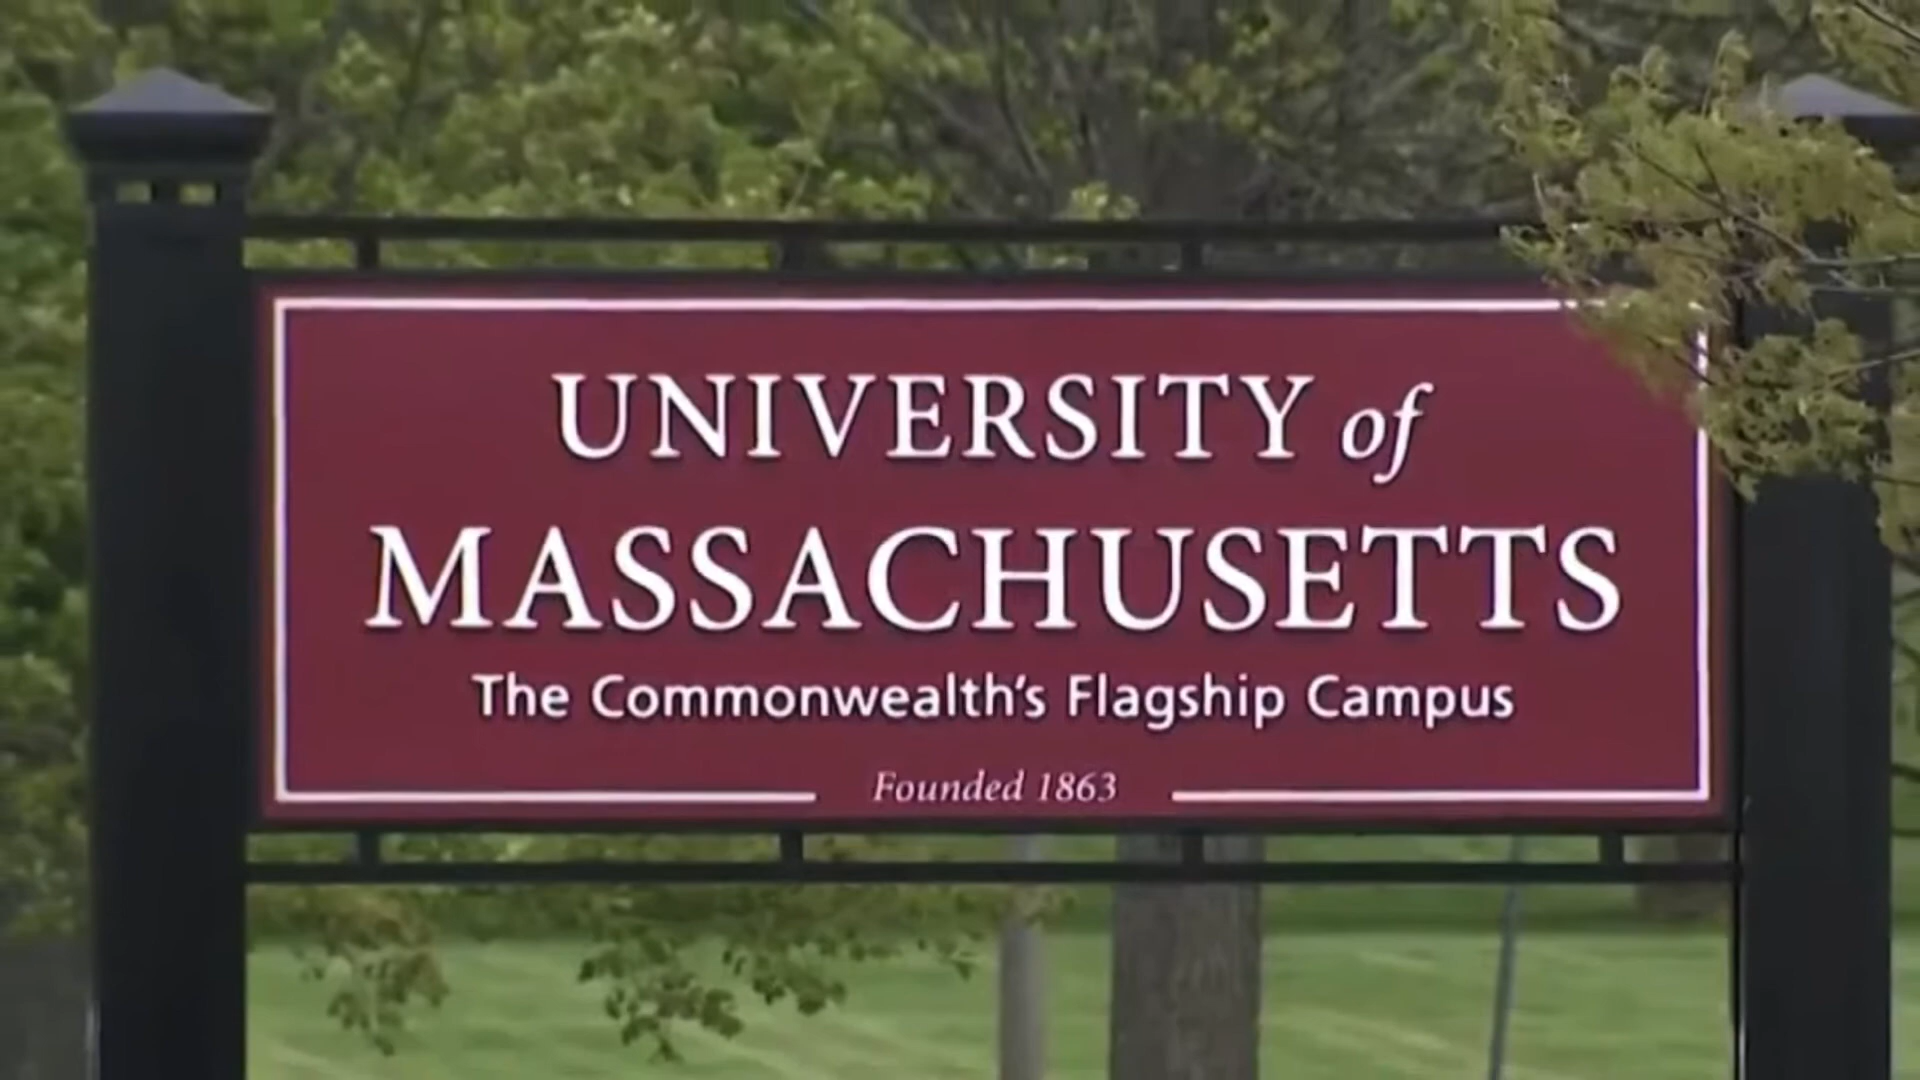 UNIVERSITY of
MASSACHUSETTS
The Commonwealth's Flagship Campus
Founded 1863